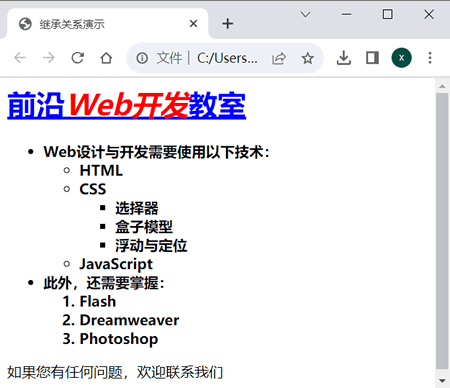 继承关系演示
文件 | C:/Users...
X
前沿Web开发教室
Web设计与开发需要使用以下技术：
HTML
CSS
选择器
盒子模型
浮动与定位
JavaScript
此外，还需要掌握：
1. Flash
2. Dreamweaver
3. Photoshop
如果您有任何问题，欢迎联系我们